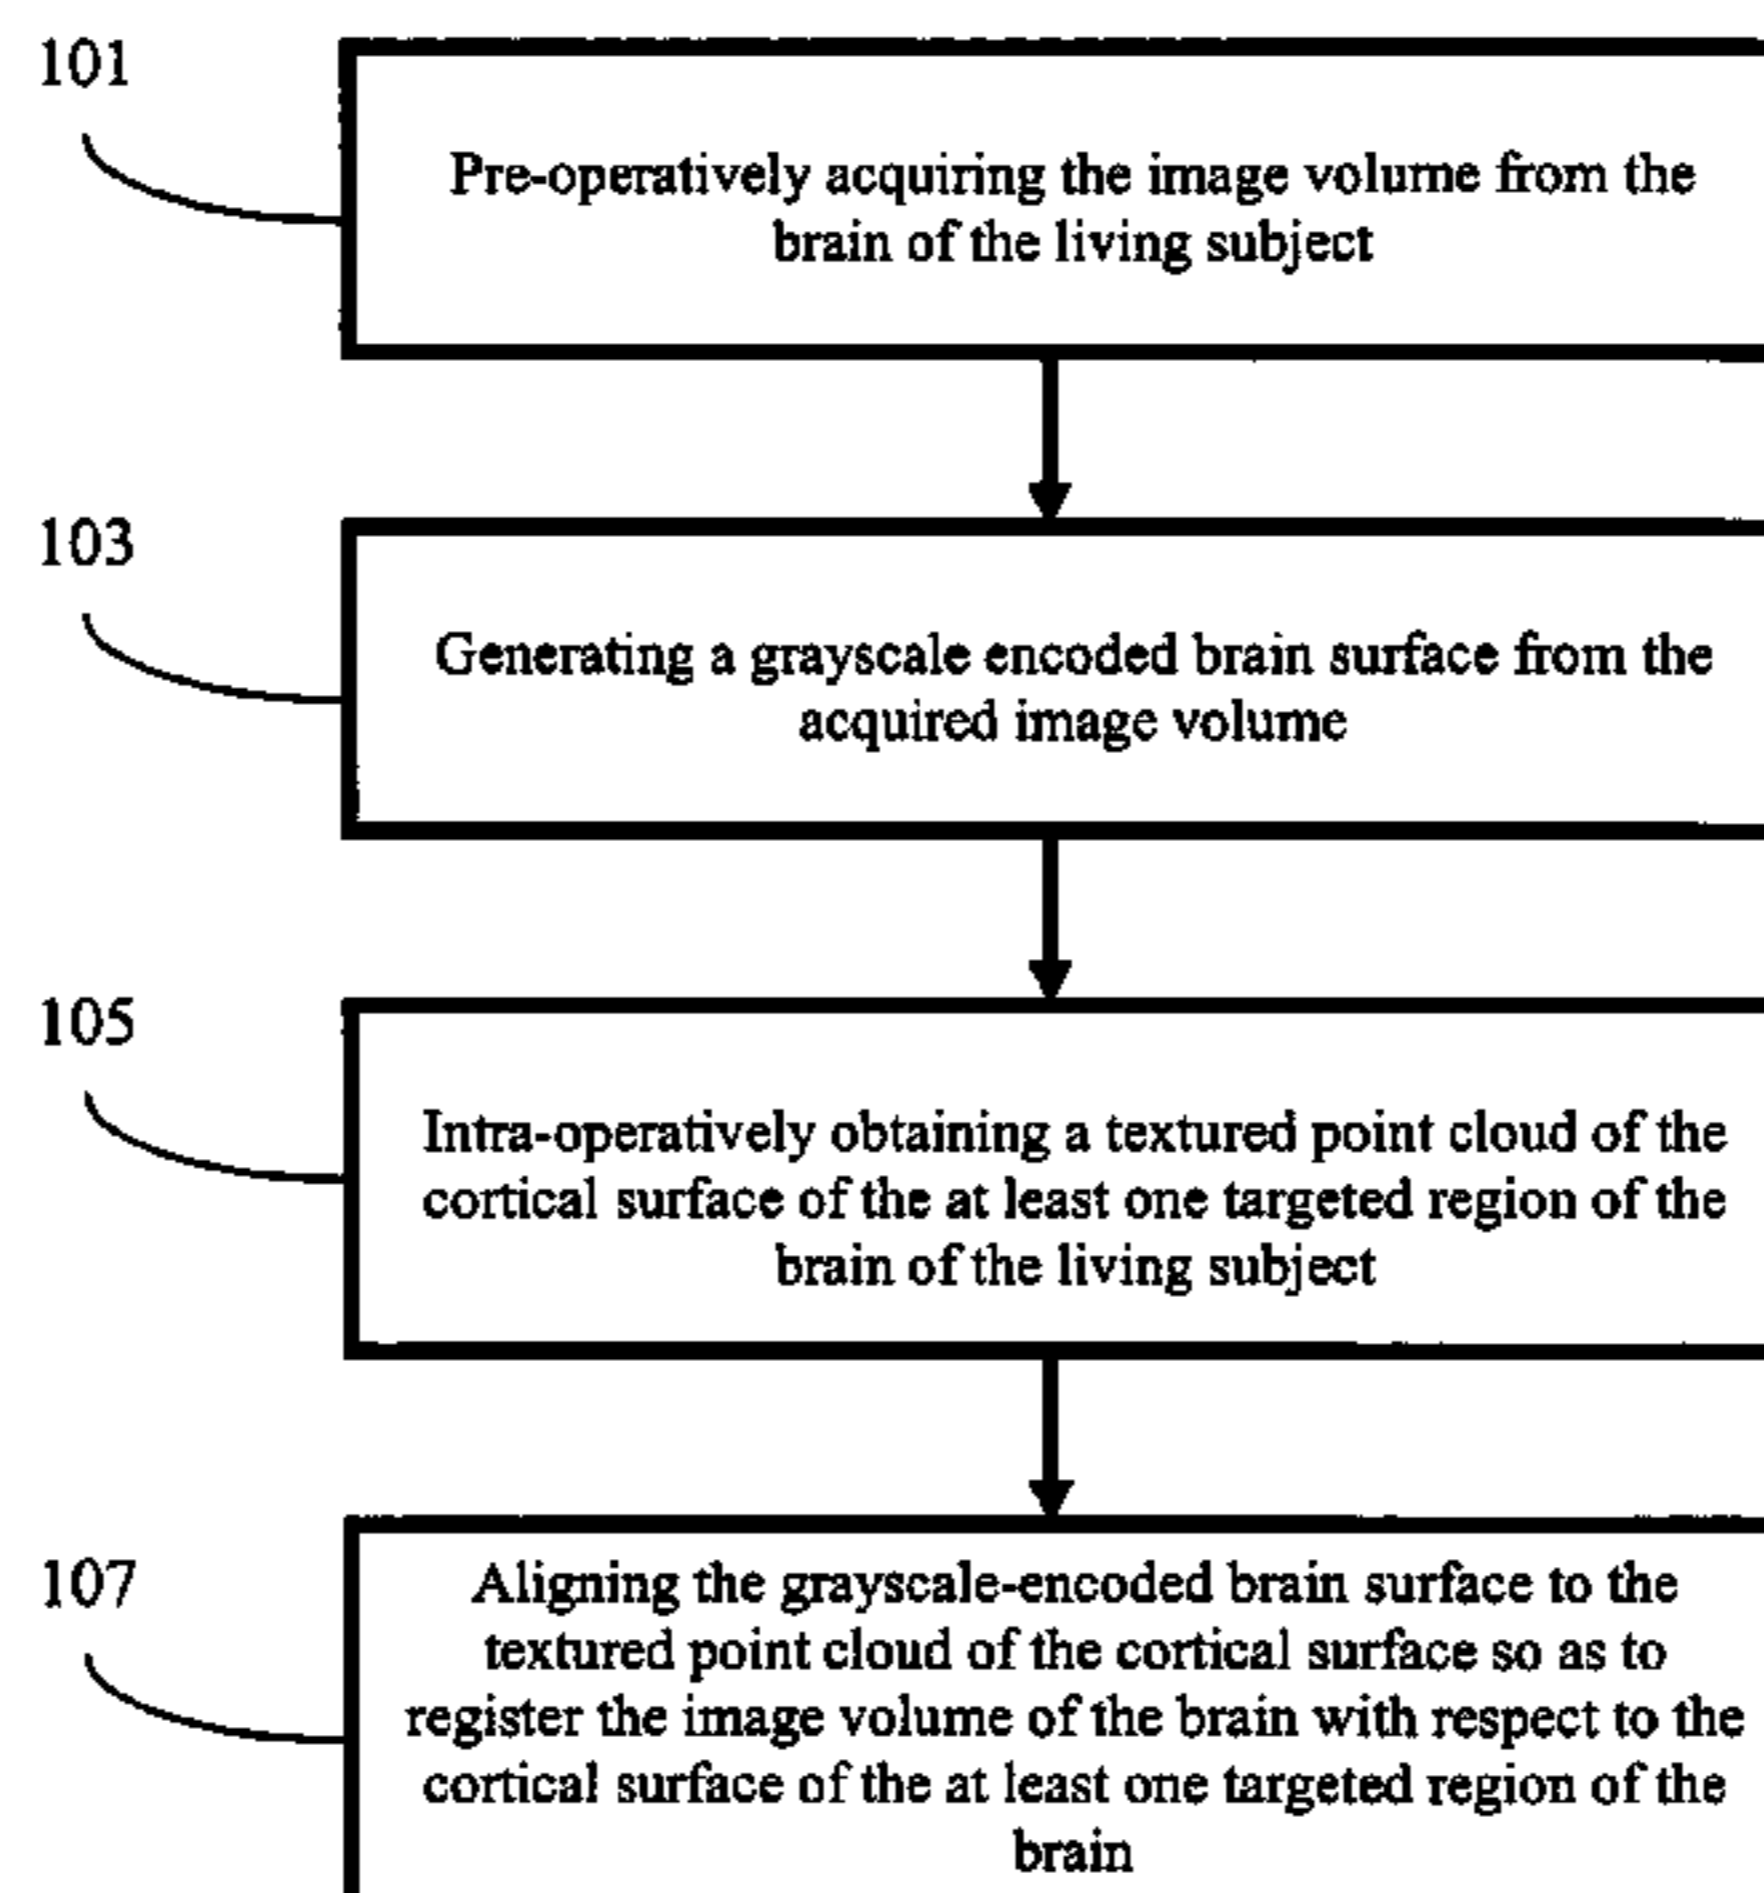 101
Pre-operatively acquiring the image volume from the
brain of the living subject
103
Generating a grayscale encoded brain surface from the
acquired image volume
105
Intra-operatively obtaining a textured point cloud of the
cortical surface of the at least one targeted region of the
brain of the living subject
107
Aligning the grayscale-encoded brain surface to the
textured point cloud of the cortical surface so as to
register the image volume of the brain with respect to the
cortical surface of the at least one targeted region of the
brain